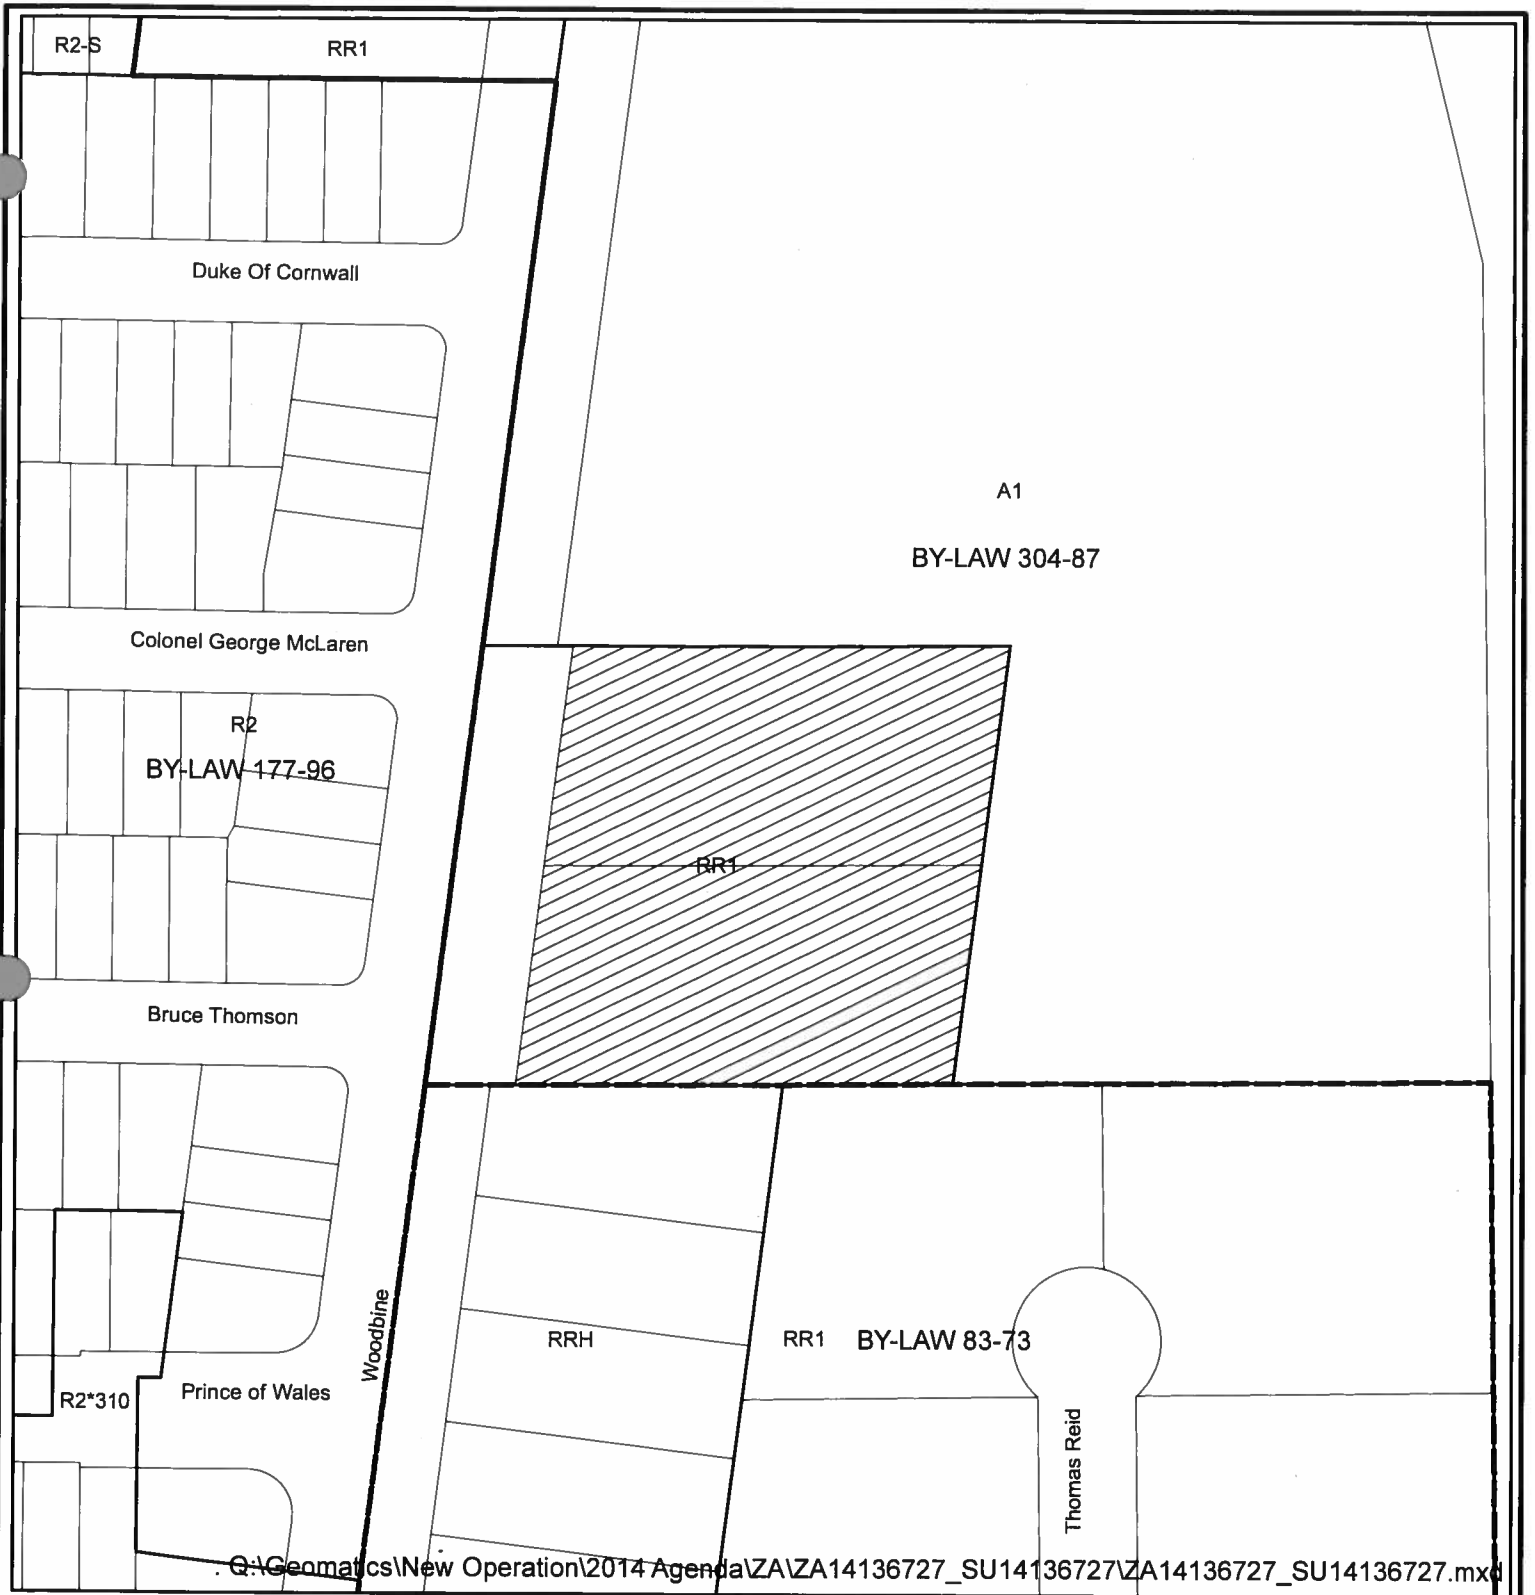 R2-S
RR1
Duke Of Cornwall
A1
BY-LAW 304-87
Colonel George McLaren
R2
BY-LAW 177-96
RR1
Bruce Thomson
Woodbine
RRH
RR1 BY-LAW 83-73
R2*310
Prince of Wales
Thomas Reid
Q:\Geomatics\New Operation\2014 Agenda\ZA\ZA14136727_SU14136727\ZA14136727_SU14136727.mxd